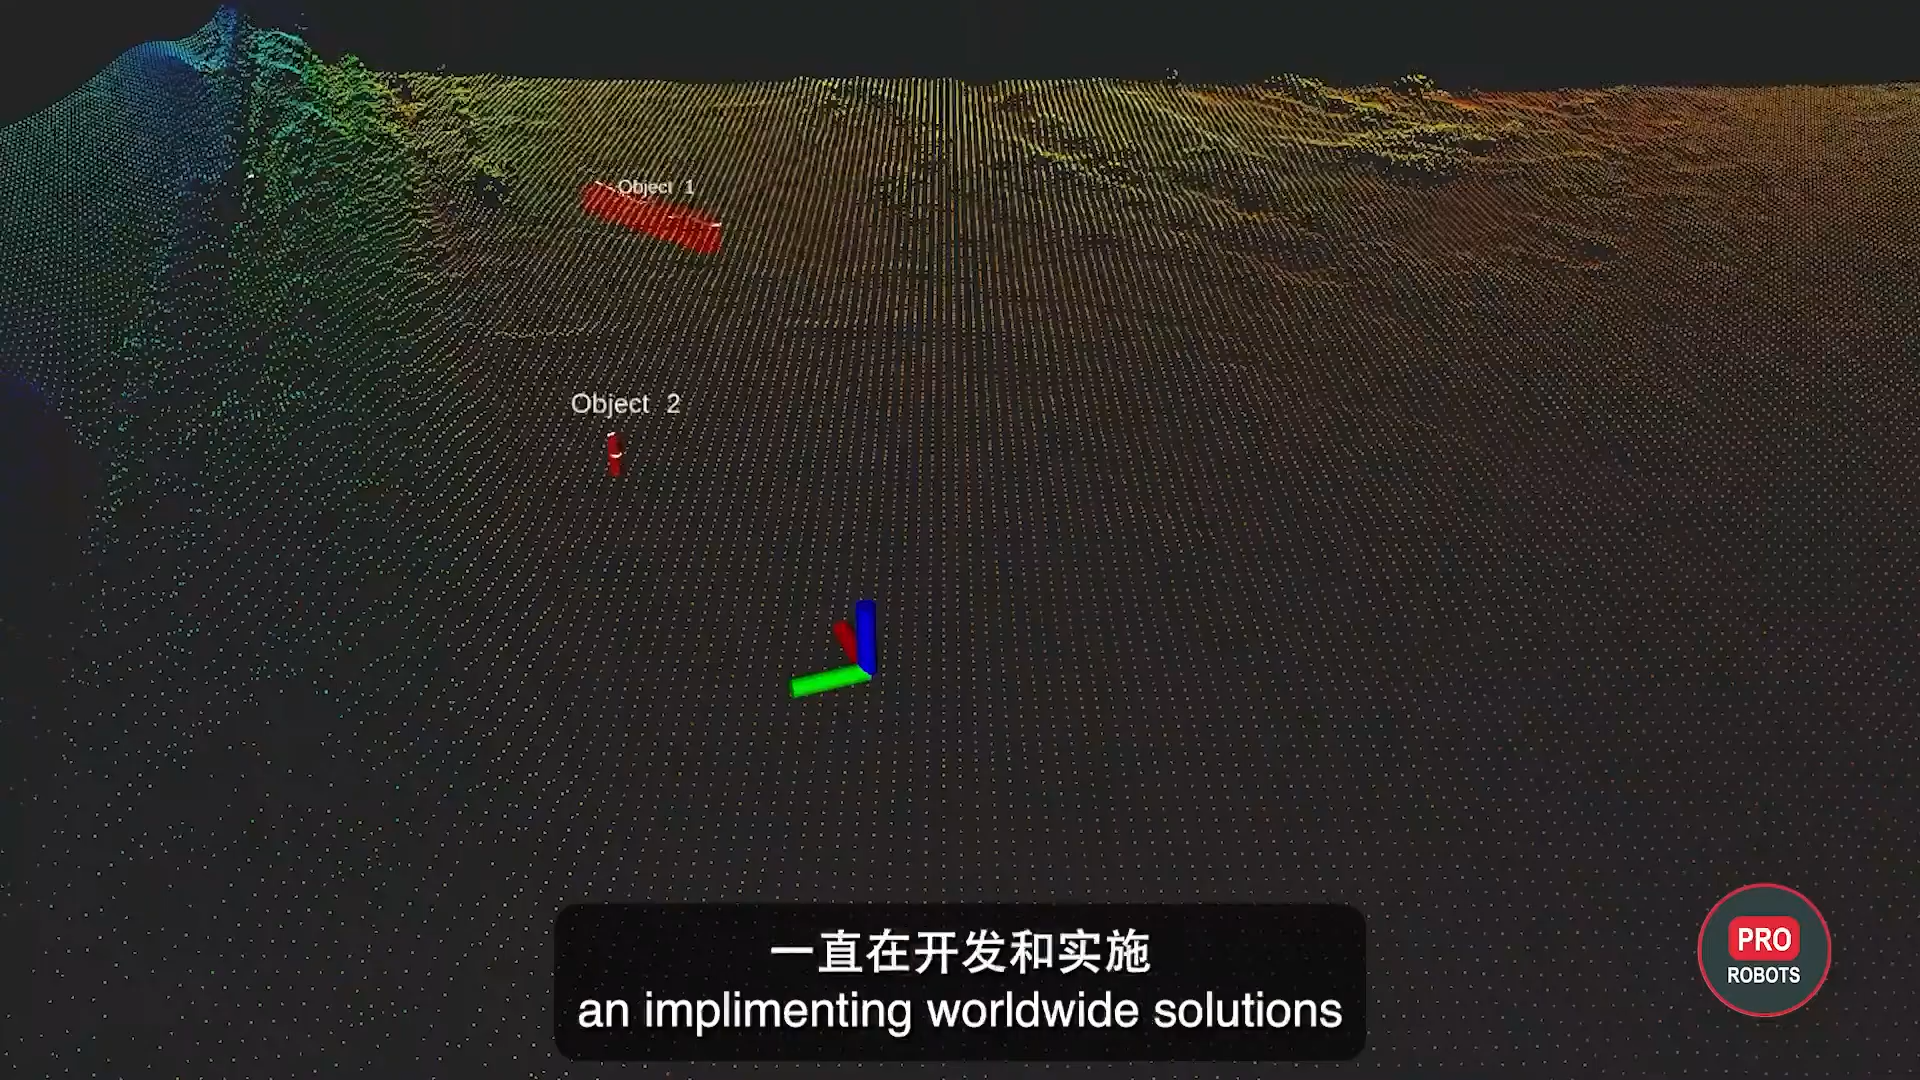 Object 1
Object 2
一直在开发和实施
an implimenting worldwide solutions
PRO
ROBOTS